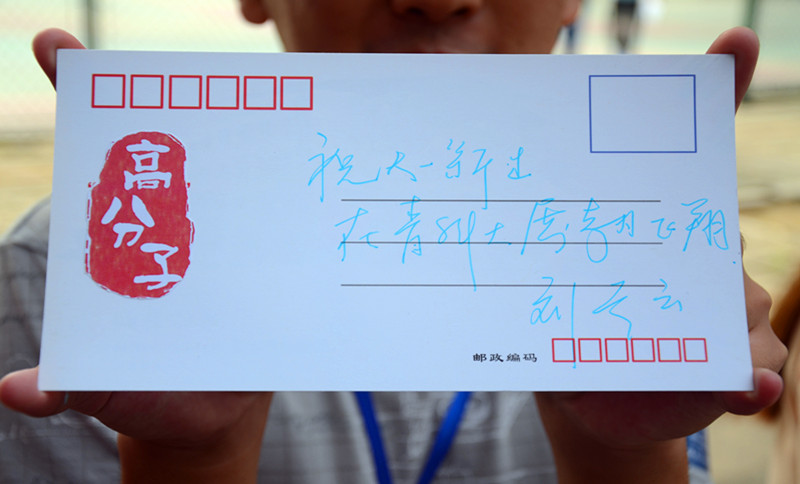 高分子
祝大一新生
在青科大展翅飞翔.
邮政编码